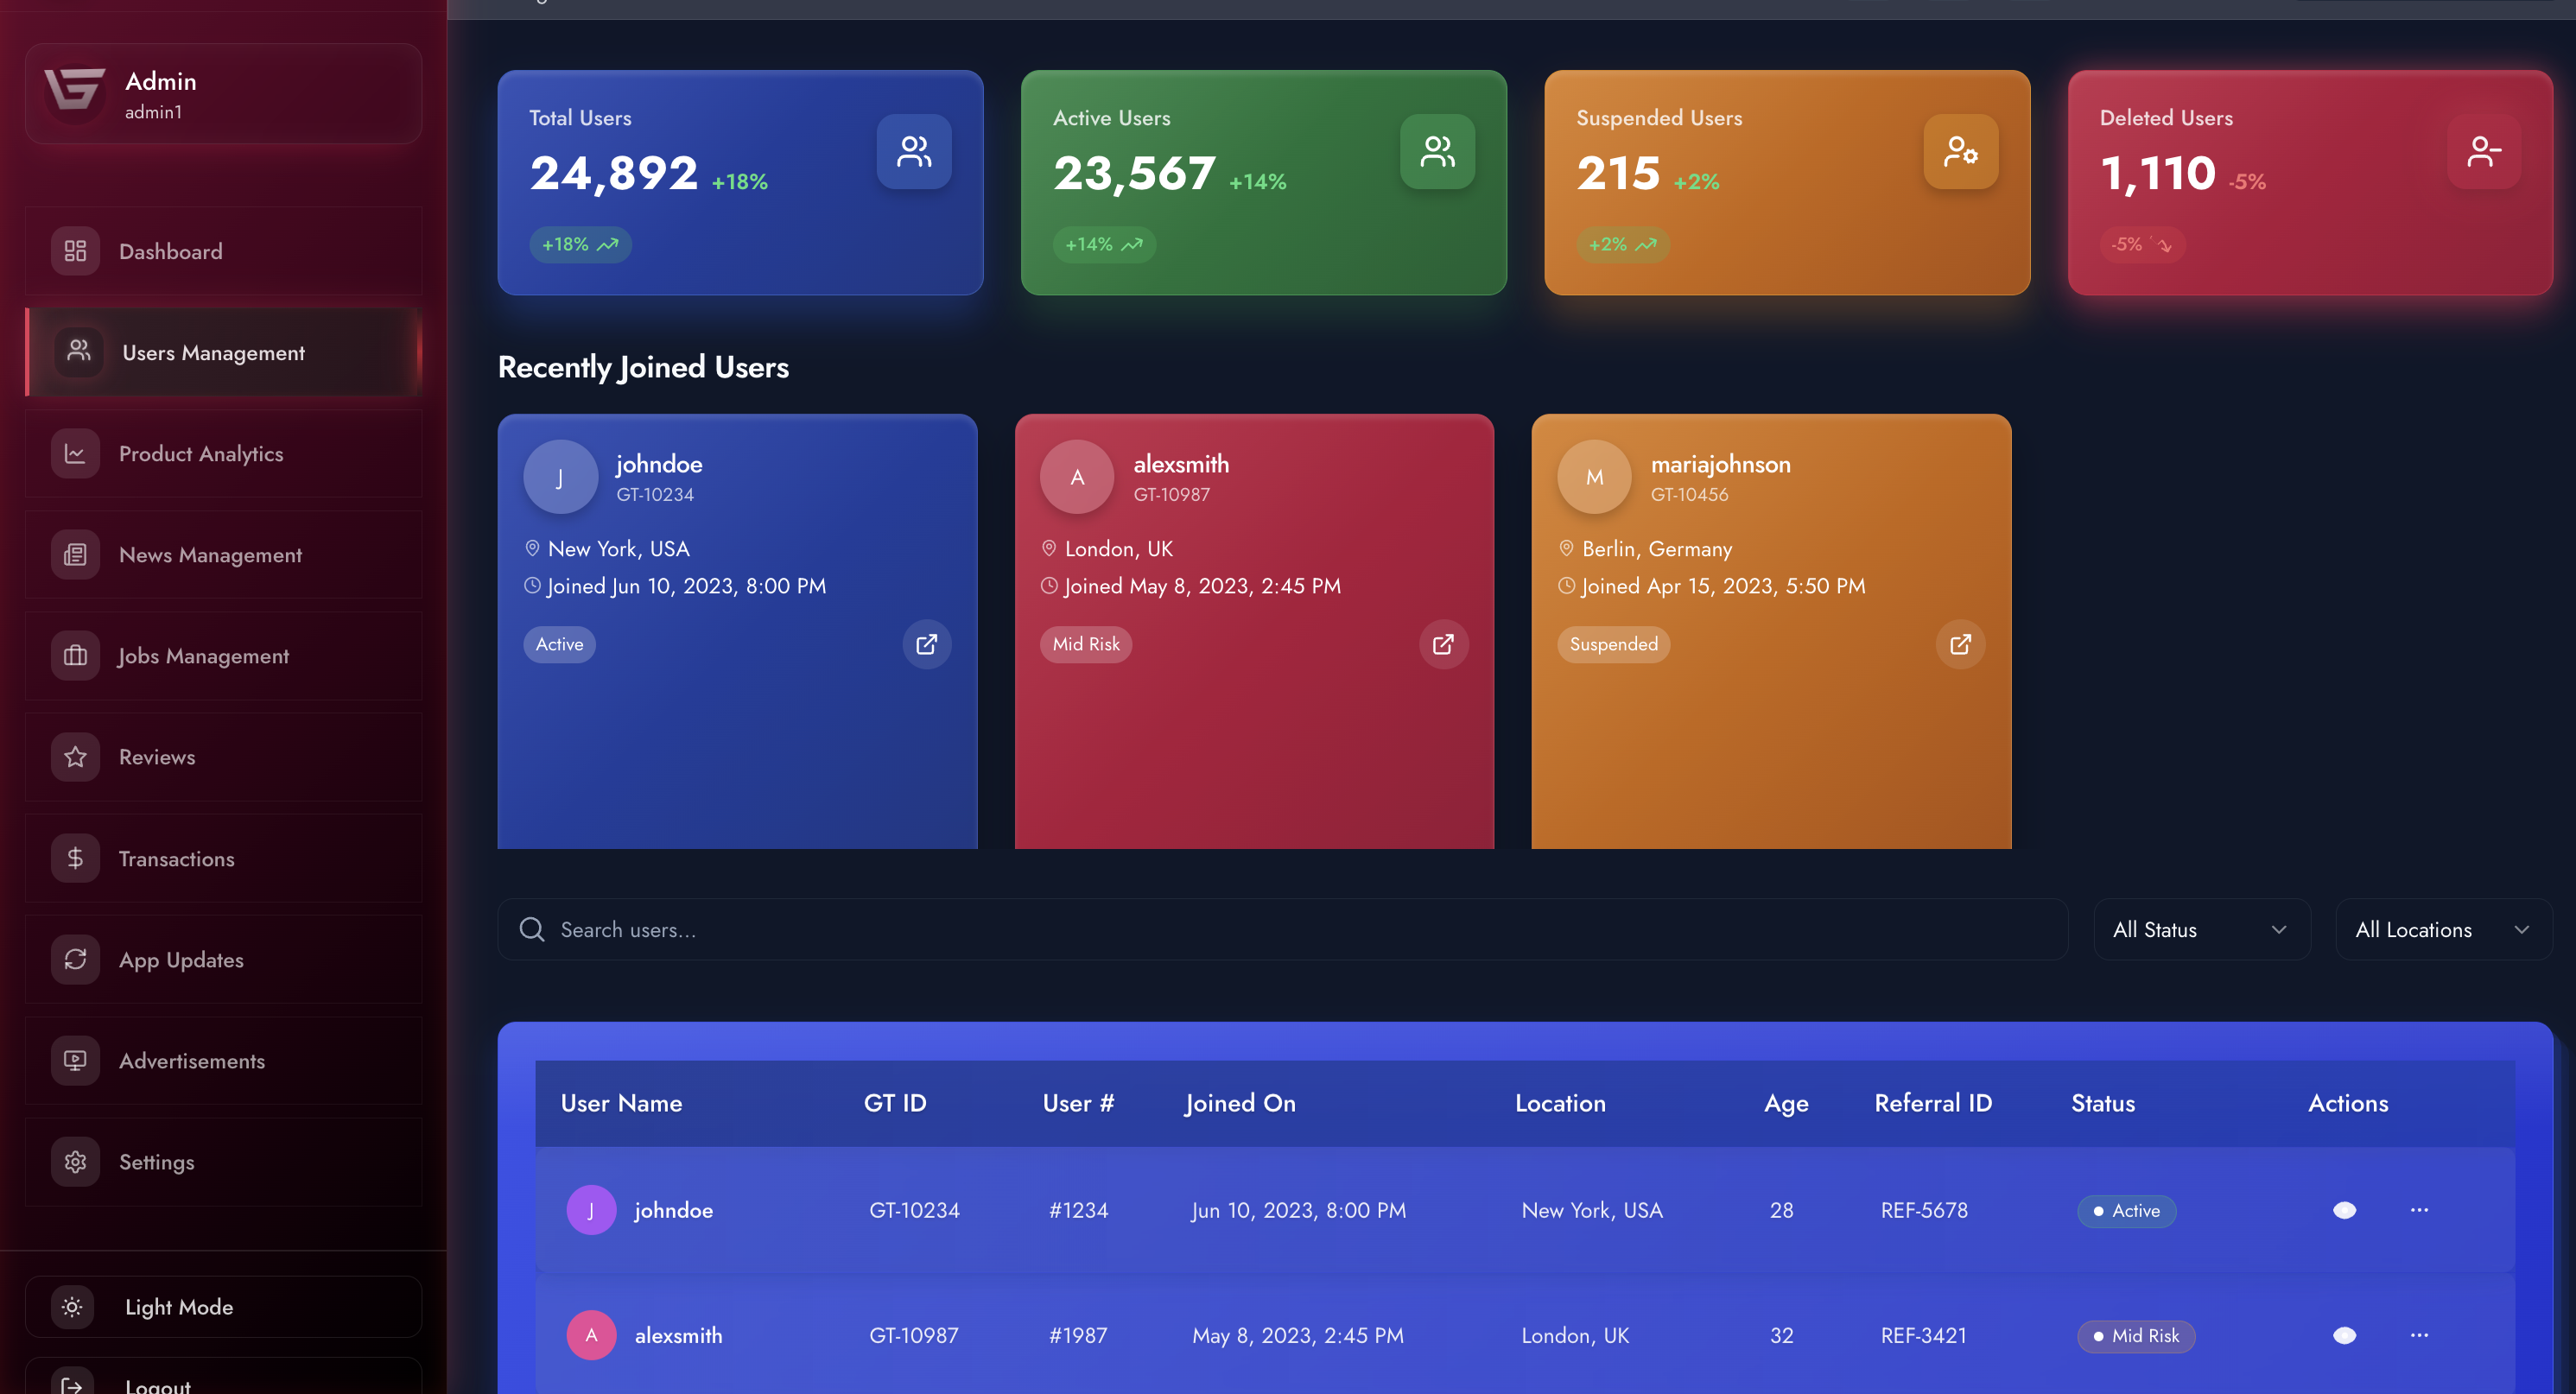 Admin
admin1
Dashboard
Users Management
Product Analytics
News Management
Jobs Management
Reviews
Transactions
App Updates
Advertisements
Settings
Light Mode
Logout
Total Users
24,892 +18%
+18%
Active Users
23,567 +14%
+14%
Suspended Users
215 +2%
+2%
Deleted Users
1,110 -5%
-5%
Recently Joined Users
J
johndoe
GT-10234
New York, USA
Joined Jun 10, 2023, 8:00 PM
Active
A
alexsmith
GT-10987
London, UK
Joined May 8, 2023, 2:45 PM
Mid Risk
M
mariajohnson
GT-10456
Berlin, Germany
Joined Apr 15, 2023, 5:50 PM
Suspended
Search users...
All Status
All Locations
User Name GT ID User # Joined On Location Age Referral ID Status Actions
J johndoe GT-10234 #1234 Jun 10, 2023, 8:00 PM New York, USA 28 REF-5678 Active
A alexsmith GT-10987 #1987 May 8, 2023, 2:45 PM London, UK 32 REF-3421 Mid Risk